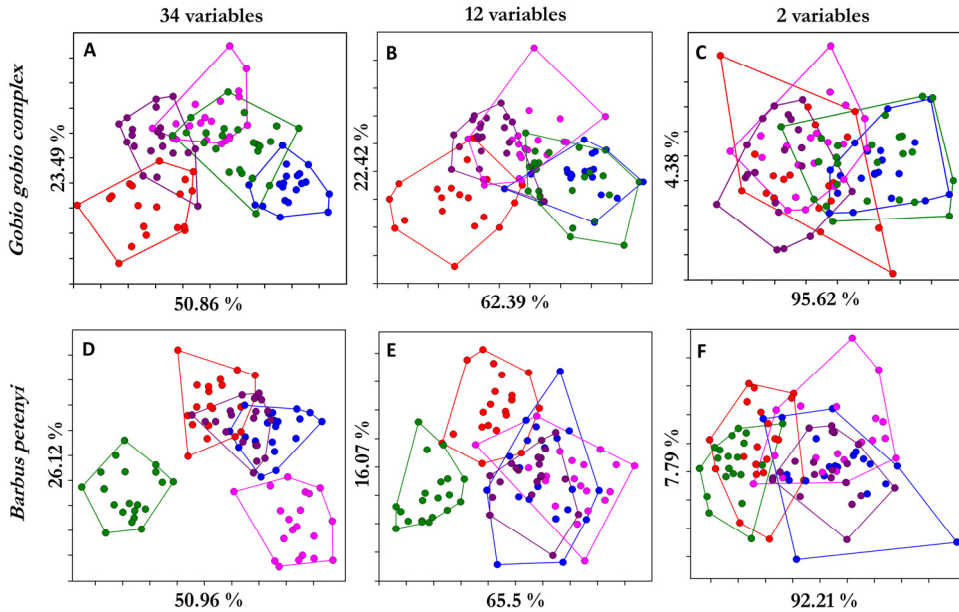 34 variables
12 variables
2 variables
Gobio gobio complex
A
23.49 %
50.86 %
B
22.42 %
62.39 %
C
4.38 %
95.62 %
Barbus petenyi
D
26.12 %
50.96 %
E
16.07 %
65.5 %
F
7.79 %
92.21 %